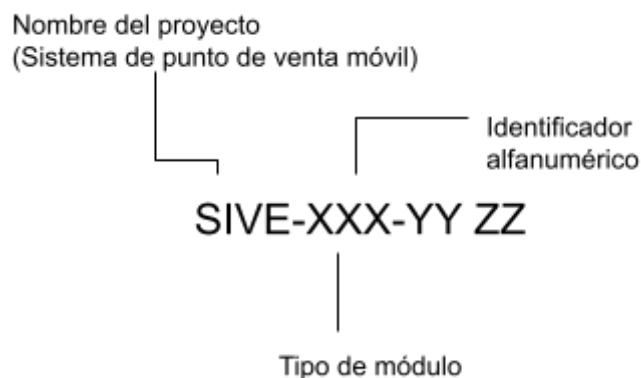 Nombre del proyecto
(Sistema de punto de venta móvil)
Identificador
alfanumérico
SIVE-XXX-YY ZZ
Tipo de módulo